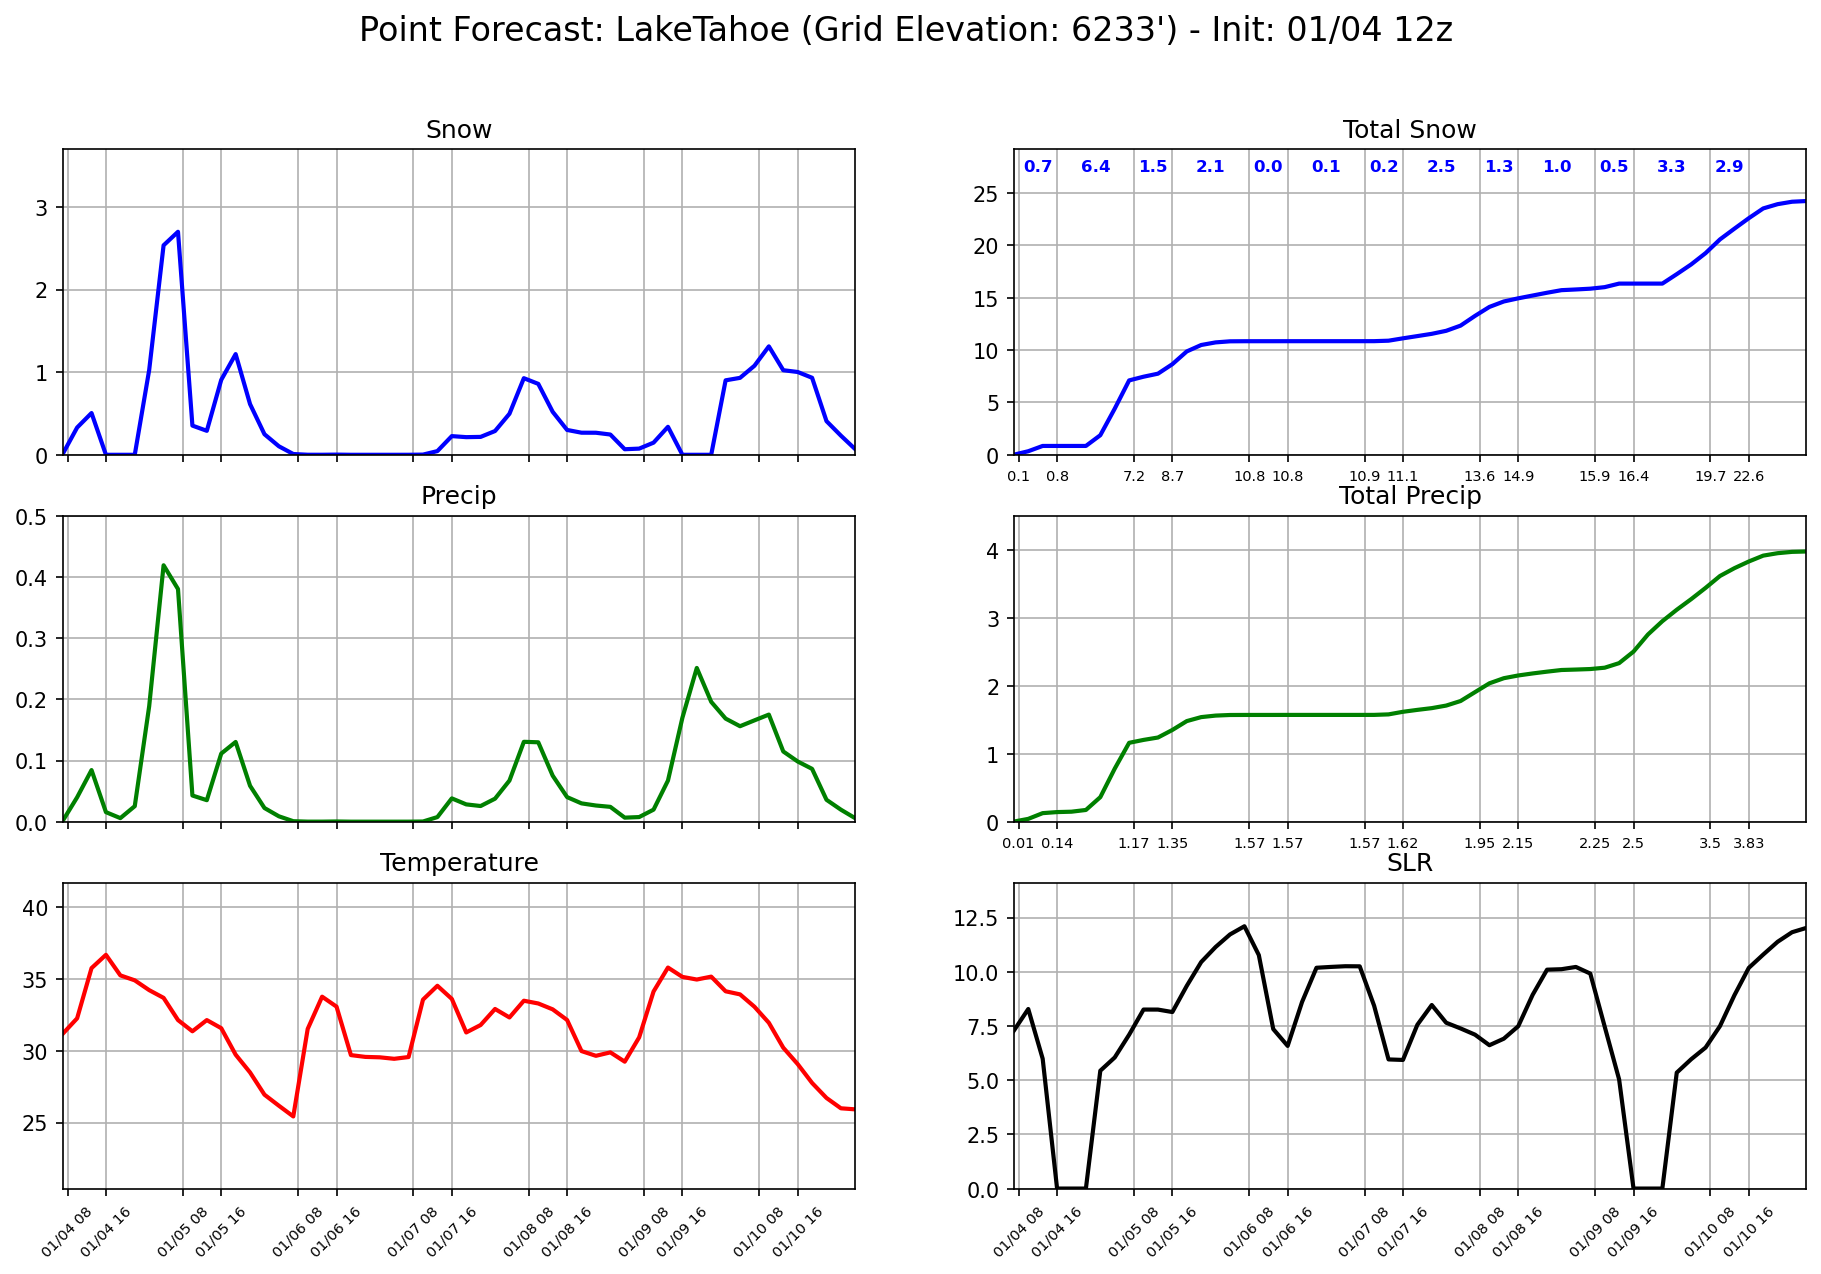 Point Forecast: LakeTahoe (Grid Elevation: 6233') - Init: 01/04 12z
Snow
3
2
1
0
Total Snow
0.7 6.4 1.5 2.1 0.0 0.1 0.2 2.5 1.3 1.0 0.5 3.3 2.9
25
20
15
10
5
0
0.1 0.8 7.2 8.7 10.8 10.8 10.9 11.1 13.6 14.9 15.9 16.4 19.7 22.6
Precip
0.5
0.4
0.3
0.2
0.1
0.0
Total Precip
4
3
2
1
0
0.01 0.14 1.17 1.35 1.57 1.57 1.57 1.62 1.95 2.15 2.25 2.5 3.5 3.83
Temperature
40
35
30
25
01/04 08 01/04 16 01/05 08 01/05 16 01/06 08 01/06 16 01/07 08 01/07 16 01/08 08 01/08 16 01/09 08 01/09 16 01/10 08 01/10 16
SLR
12.5
10.0
7.5
5.0
2.5
0.0
01/04 08 01/04 16 01/05 08 01/05 16 01/06 08 01/06 16 01/07 08 01/07 16 01/08 08 01/08 16 01/09 08 01/09 16 01/10 08 01/10 16